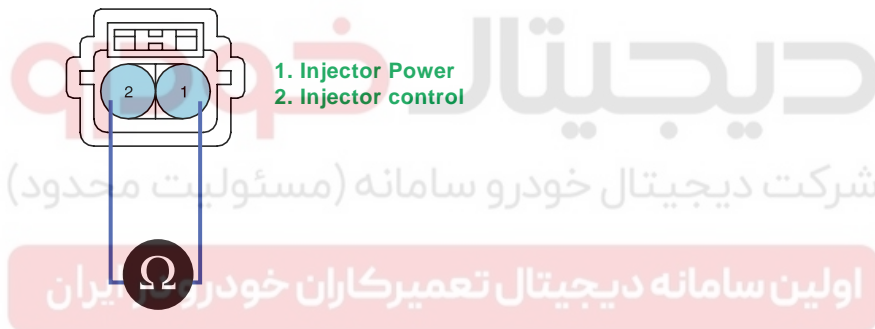 2 1
1. Injector Power
2. Injector control
Ω
دیجیتال خودرو
شرکت دیجیتال خودرو سامانه (مسئولیت محدود)
اولین سامانه دیجیتال تعمیرکاران خودرو در ایران